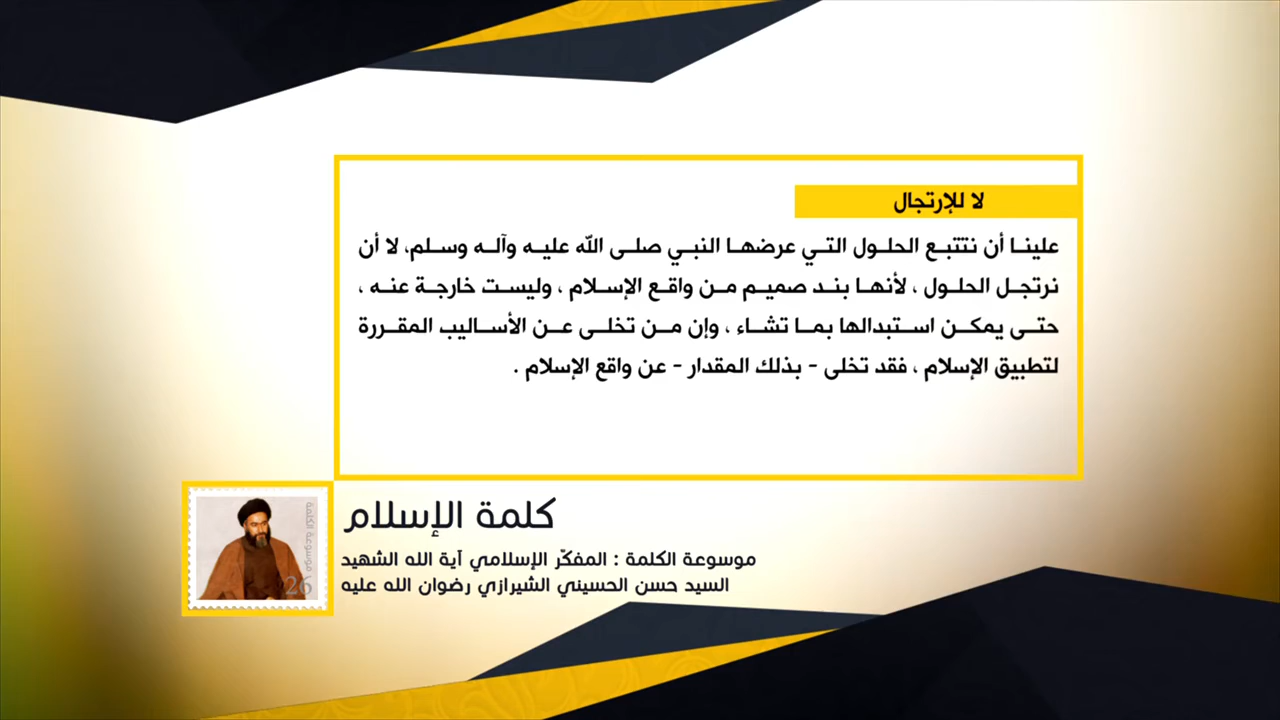 لا للإرتجال
علينا أن نتتبع الحلول التي عرضها النبي صلى الله عليه وآله وسلم، لا أن
نرتجل الحلول ، لأنها بند صميم من واقع الإسلام ، وليست خارجة عنه ،
حتى يمكن استبدالها بما تشاء ، وإن من تخلى عن الأساليب المقررة
لتطبيق الإسلام ، فقد تخلى - بذلك المقدار - عن واقع الإسلام .
كلمة الإسلام
موسوعة الكلمة : المفكّر الإسلامي آية الله الشهيد
السيد حسن الحسيني الشيرازي رضوان الله عليه
موسوعة الكلمة
26